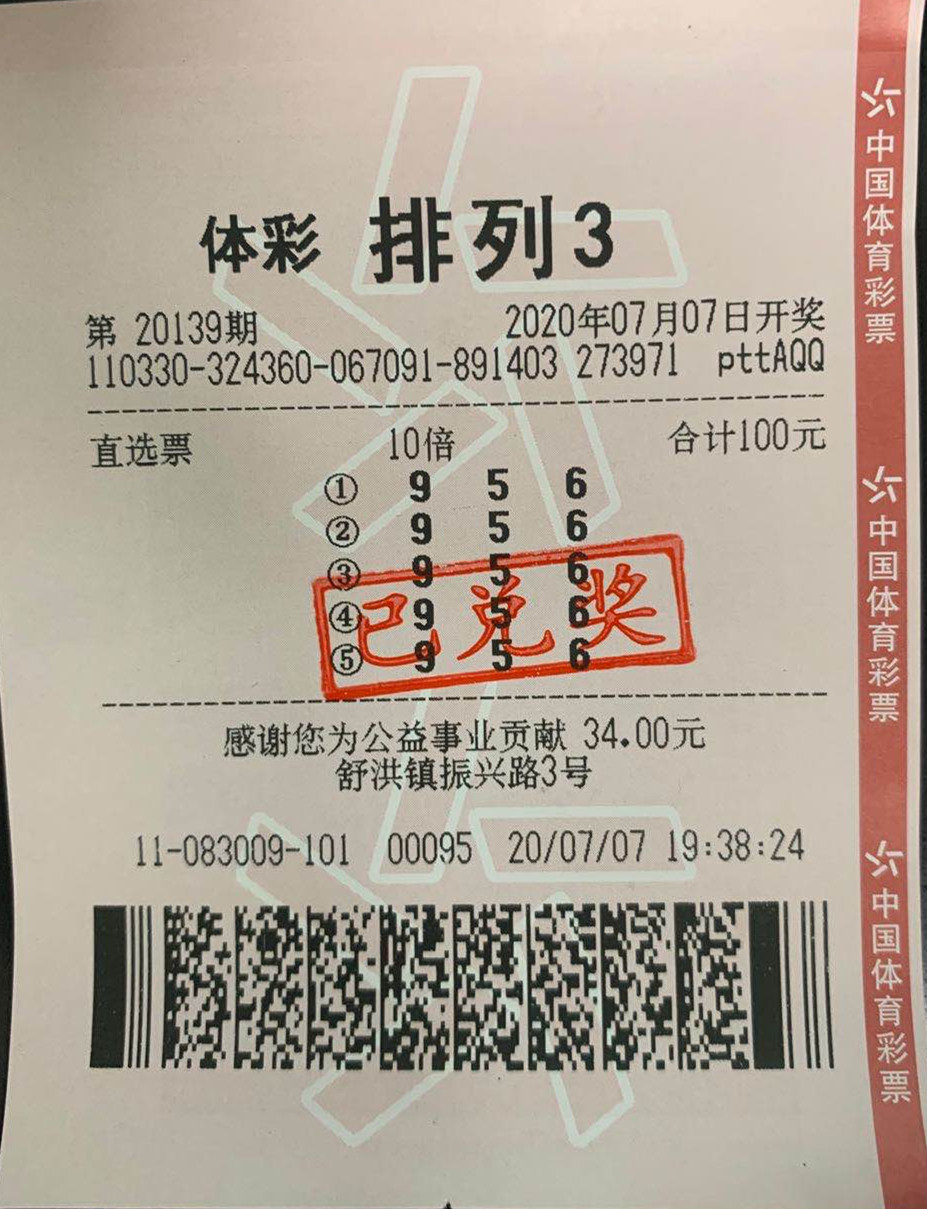 体彩 排列3
第 20139期 2020年07月07日开奖
110330-324360-067091-891403 273971 pttAQQ
直选票 10倍 合计100元
① 9 5 6
② 9 5 6
③ 9 5 6
④ 9 5 6
⑤ 9 5 6
已兑奖
感谢您为公益事业贡献 34.00元
舒洪镇振兴路3号
11-083009-101 00095 20/07/07 19:38:24
中国体育彩票
中国体育彩票
中国体育彩票